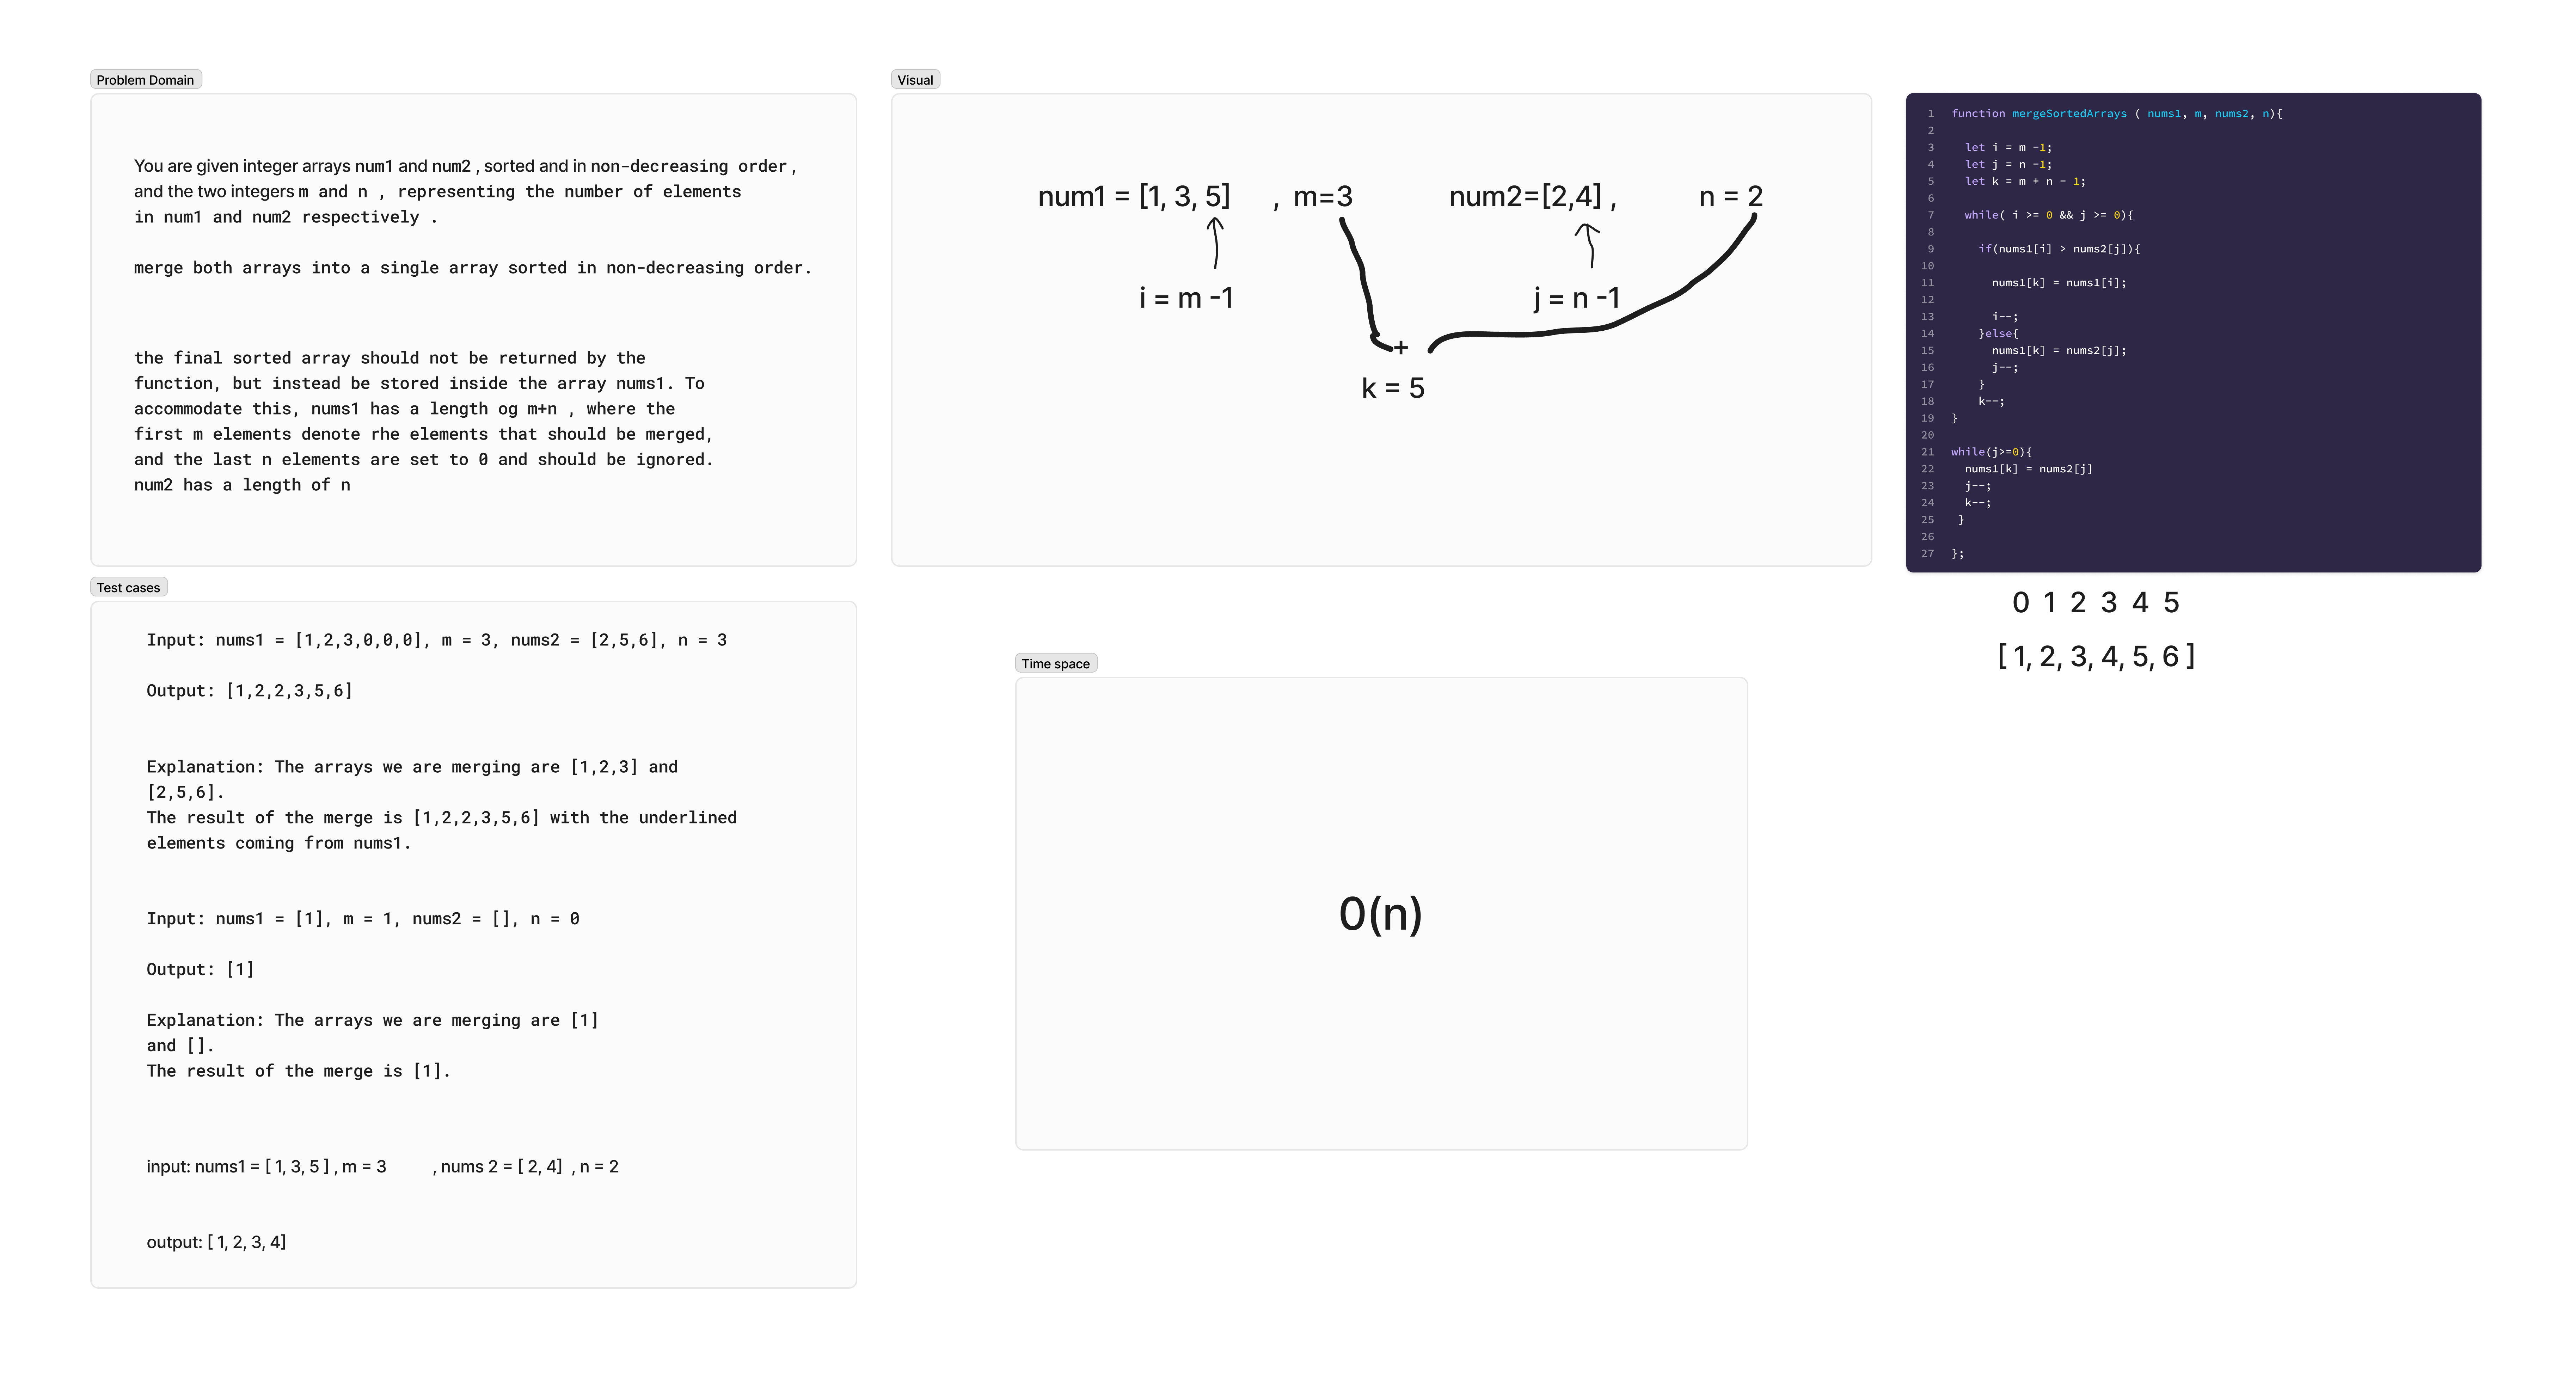 Problem Domain
You are given integer arrays num1 and num2 , sorted and in non-decreasing order ,
and the two integers m and n , representing the number of elements
in num1 and num2 respectively .
merge both arrays into a single array sorted in non-decreasing order.
the final sorted array should not be returned by the
function, but instead be stored inside the array nums1. To
accommodate this, nums1 has a length og m+n , where the
first m elements denote rhe elements that should be merged,
and the last n elements are set to 0 and should be ignored.
num2 has a length of n
Visual
num1 = [1, 3, 5] , m=3 num2=[2,4] , n = 2
i = m -1 j = n -1
+
k = 5
1 function mergeSortedArrays ( nums1, m, nums2, n){
2
3 let i = m -1;
4 let j = n -1;
5 let k = m + n - 1;
6
7 while( i >= 0 && j >= 0){
8
9 if(nums1[i] > nums2[j]){
10
11 nums1[k] = nums1[i];
12
13 i--;
14 }else{
15 nums1[k] = nums2[j];
16 j--;
17 }
18 k--;
19 }
20
21 while(j>=0){
22 nums1[k] = nums2[j]
23 j--;
24 k--;
25 }
26
27 };
0 1 2 3 4 5
[ 1, 2, 3, 4, 5, 6 ]
Test cases
Input: nums1 = [1,2,3,0,0,0], m = 3, nums2 = [2,5,6], n = 3
Output: [1,2,2,3,5,6]
Explanation: The arrays we are merging are [1,2,3] and
[2,5,6].
The result of the merge is [1,2,2,3,5,6] with the underlined
elements coming from nums1.
Input: nums1 = [1], m = 1, nums2 = [], n = 0
Output: [1]
Explanation: The arrays we are merging are [1]
and [].
The result of the merge is [1].
input: nums1 = [ 1, 3, 5 ] , m = 3 , nums 2 = [ 2, 4] , n = 2
output: [ 1, 2, 3, 4]
Time space
0(n)